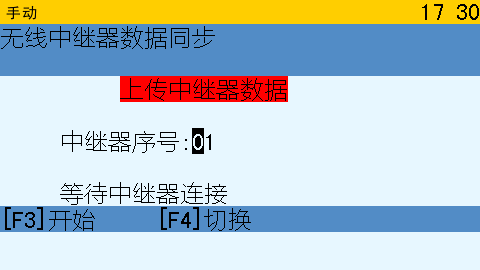 手动 17 30
无线中继器数据同步
上传中继器数据
中继器序号:01
等待中继器连接
[F3]开始 [F4]切换